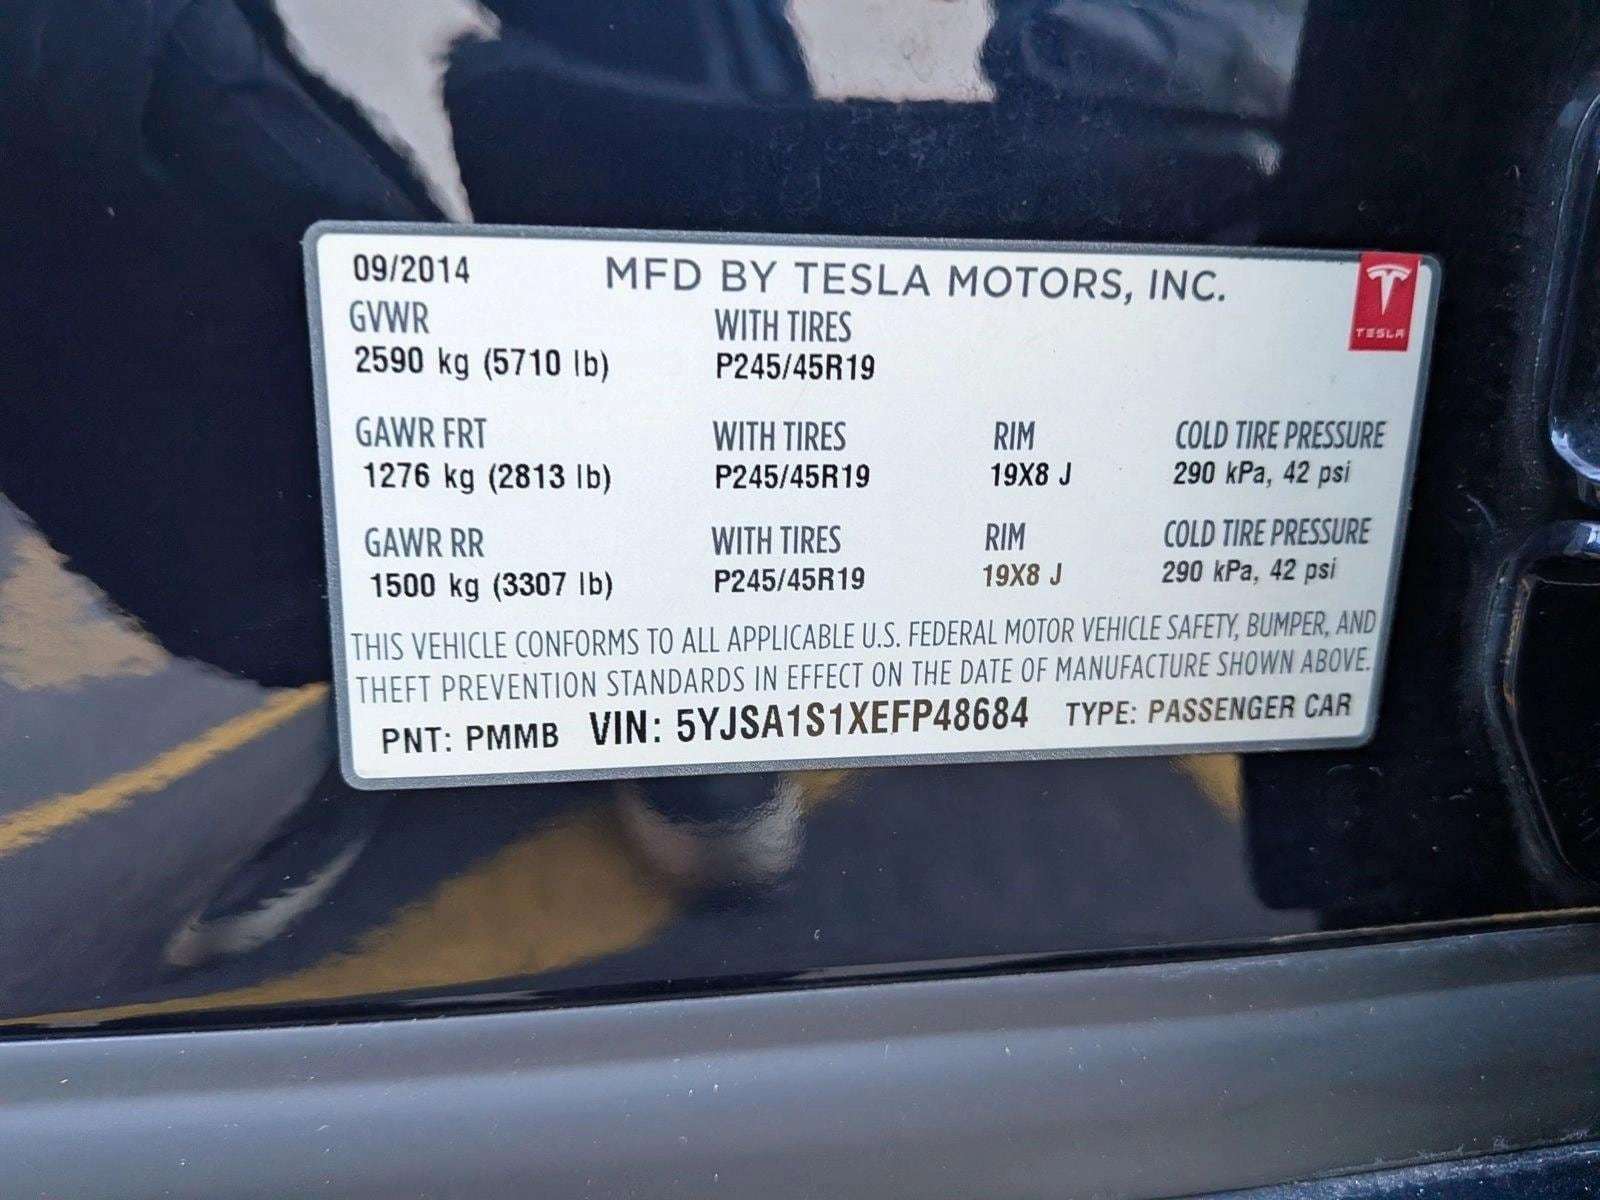 09/2014 MFD BY TESLA MOTORS, INC.
TESLA
GVWR WITH TIRES
2590 kg (5710 lb) P245/45R19
GAWR FRT WITH TIRES RIM COLD TIRE PRESSURE
1276 kg (2813 lb) P245/45R19 19X8 J 290 kPa, 42 psi
GAWR RR WITH TIRES RIM COLD TIRE PRESSURE
1500 kg (3307 lb) P245/45R19 19X8 J 290 kPa, 42 psi
THIS VEHICLE CONFORMS TO ALL APPLICABLE U.S. FEDERAL MOTOR VEHICLE SAFETY, BUMPER, AND
THEFT PREVENTION STANDARDS IN EFFECT ON THE DATE OF MANUFACTURE SHOWN ABOVE.
PNT: PMMB VIN: 5YJSA1S1XEFP48684 TYPE: PASSENGER CAR